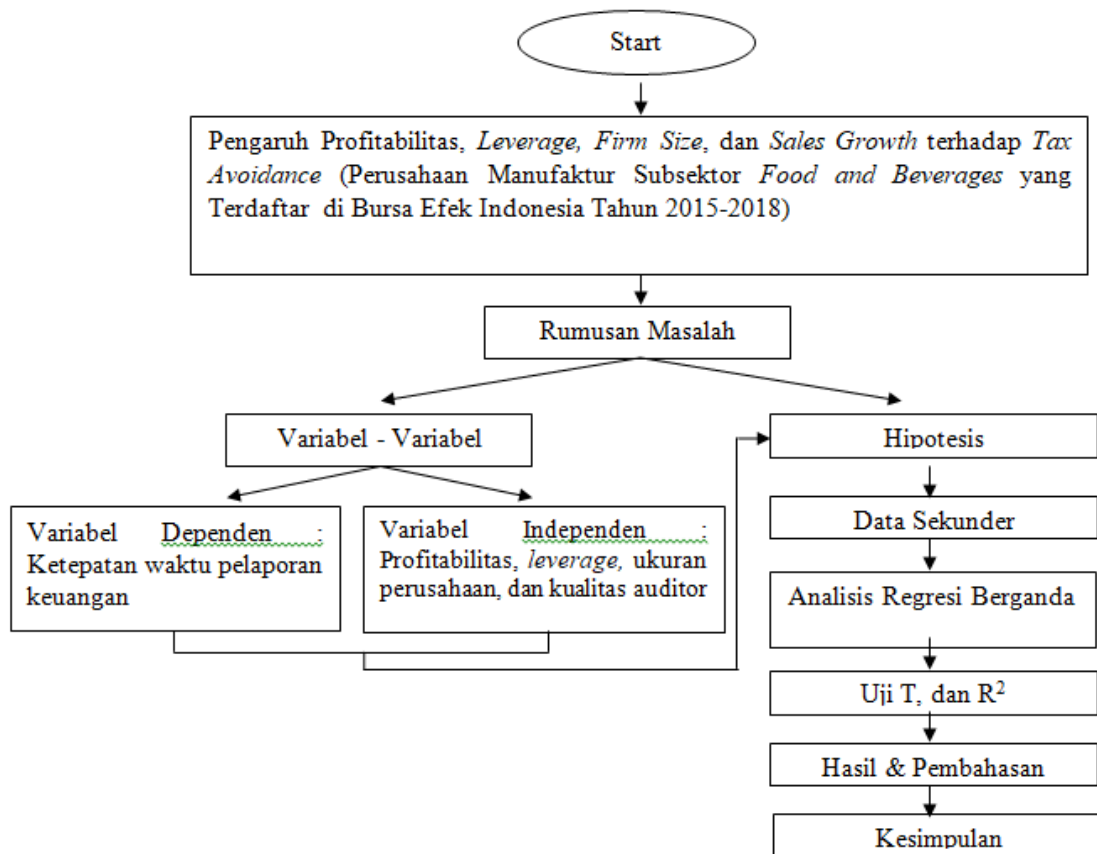 Start
Pengaruh Profitabilitas, Leverage, Firm Size, dan Sales Growth terhadap Tax
Avoidance (Perusahaan Manufaktur Subsektor Food and Beverages yang
Terdaftar di Bursa Efek Indonesia Tahun 2015-2018)
Rumusan Masalah
Variabel - Variabel
Hipotesis
Variabel Dependen :
Ketepatan waktu pelaporan
keuangan
Variabel Independen :
Profitabilitas, leverage, ukuran
perusahaan, dan kualitas auditor
Data Sekunder
Analisis Regresi Berganda
Uji T, dan R²
Hasil & Pembahasan
Kesimpulan